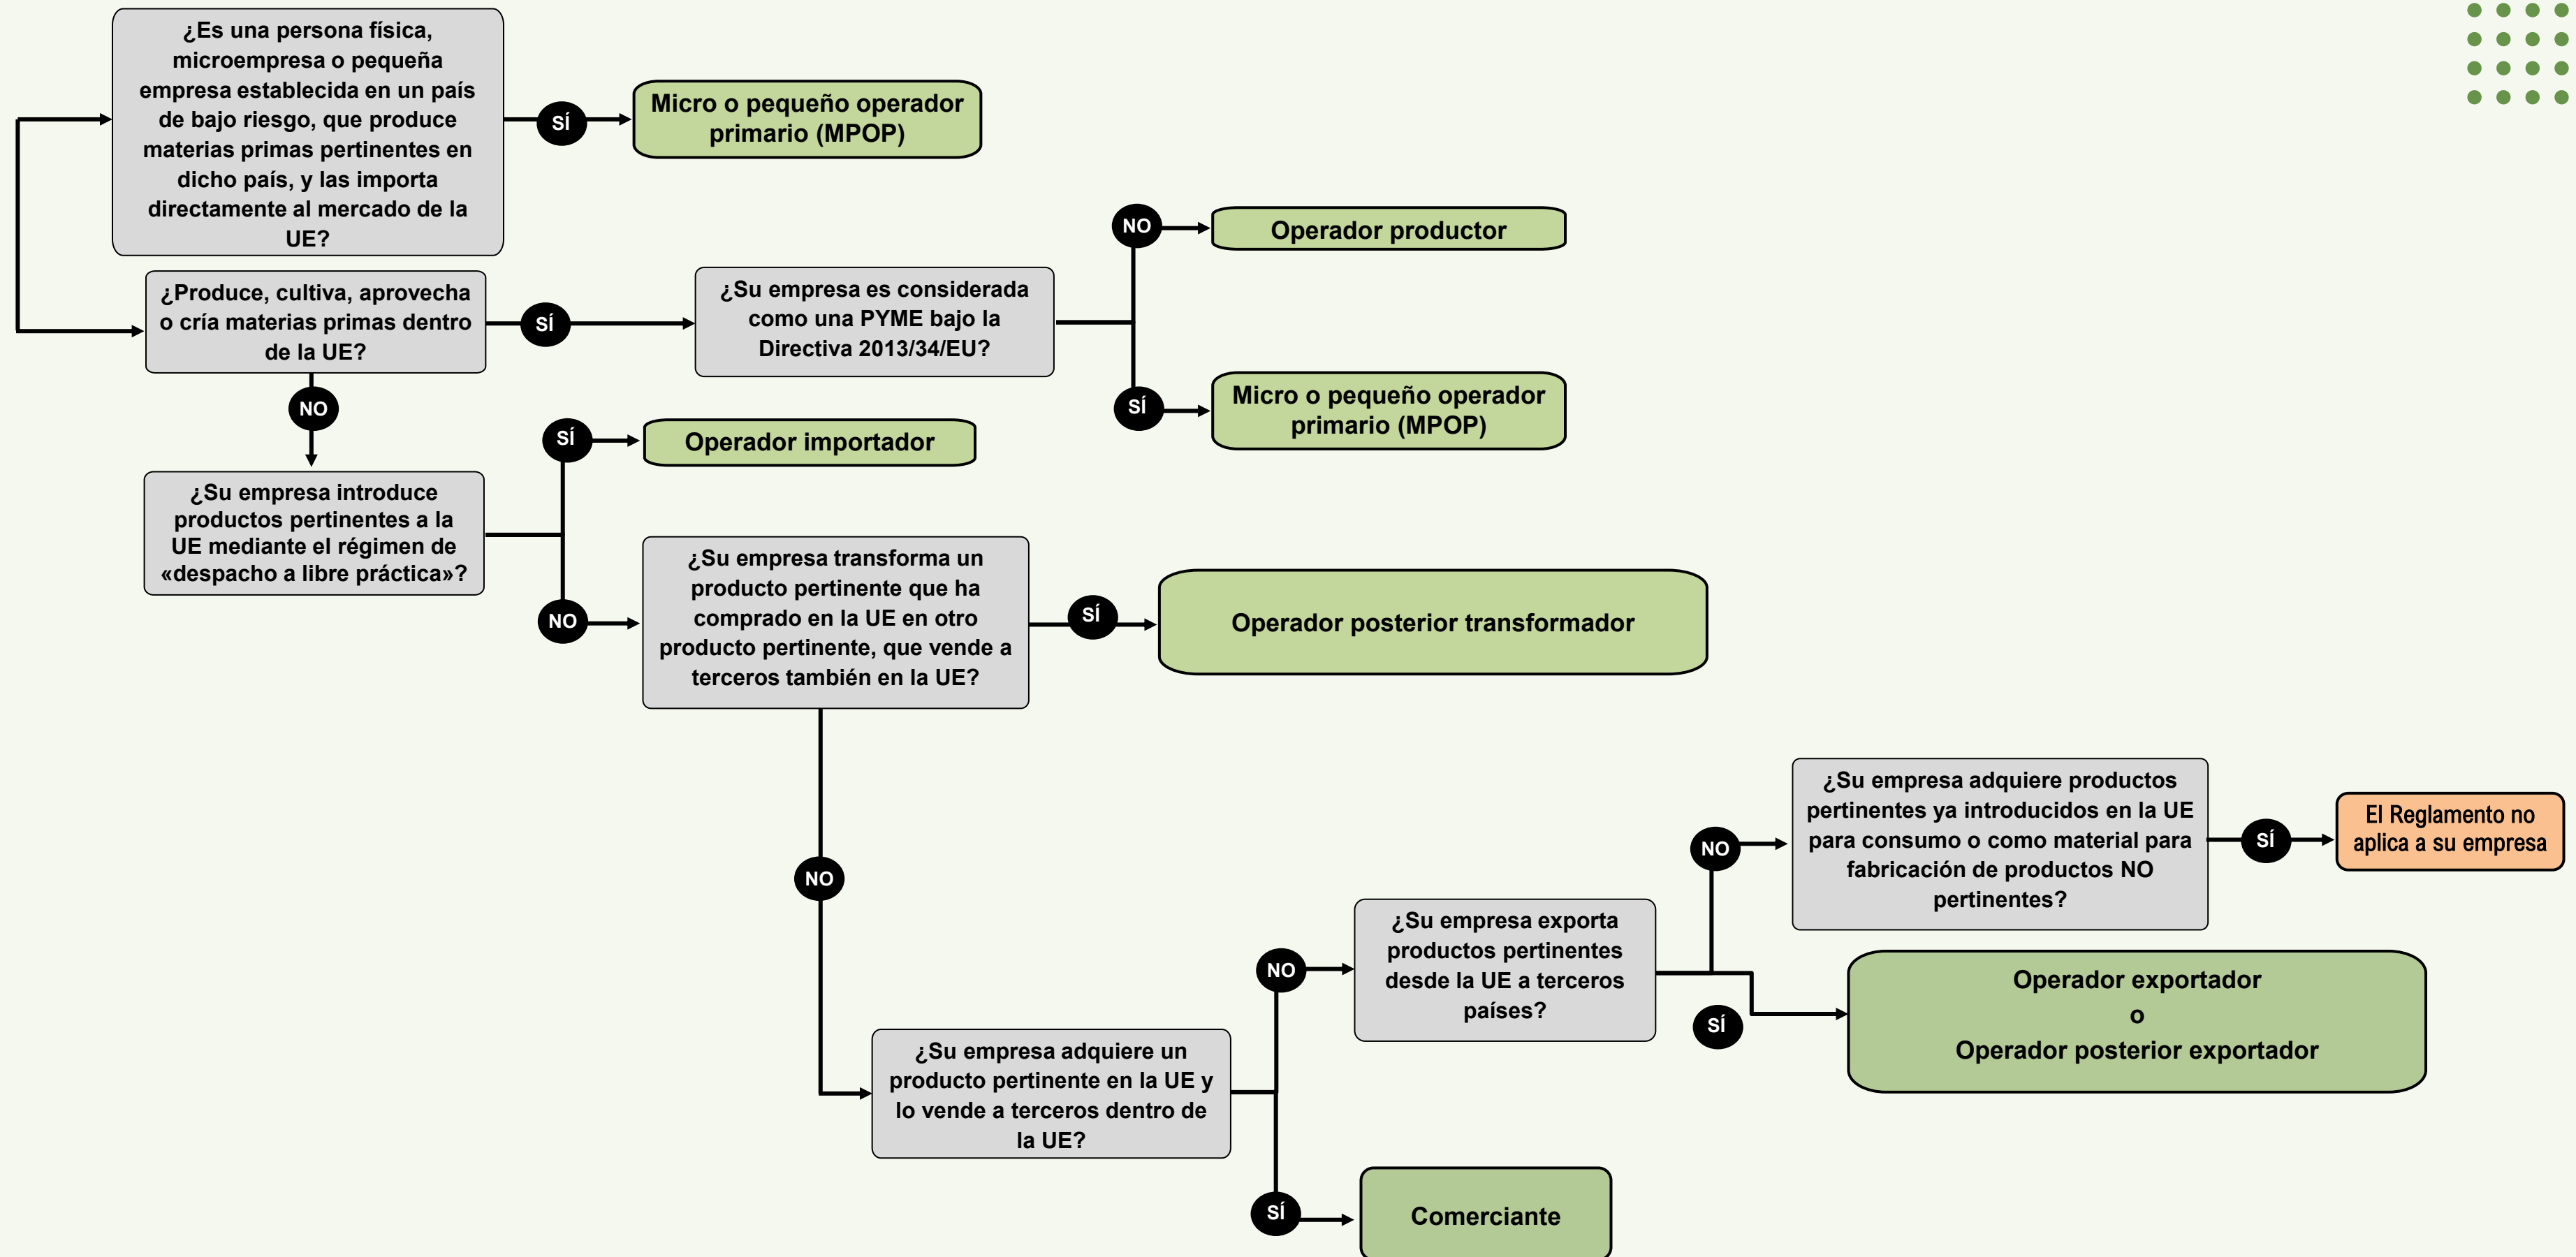 ¿Es una persona física,
microempresa o pequeña
empresa establecida en un país
de bajo riesgo, que produce
materias primas pertinentes en
dicho país, y las importa
directamente al mercado de la
UE?
SÍ
Micro o pequeño operador
primario (MPOP)
¿Produce, cultiva, aprovecha
o cría materias primas dentro
de la UE?
SÍ
¿Su empresa es considerada
como una PYME bajo la
Directiva 2013/34/EU?
NO
Operador productor
SÍ
Micro o pequeño operador
primario (MPOP)
NO
¿Su empresa introduce
productos pertinentes a la
UE mediante el régimen de
«despacho a libre práctica»?
SÍ
Operador importador
NO
¿Su empresa transforma un
producto pertinente que ha
comprado en la UE en otro
producto pertinente, que vende a
terceros también en la UE?
SÍ
Operador posterior transformador
NO
¿Su empresa adquiere un
producto pertinente en la UE y
lo vende a terceros dentro de
la UE?
NO
¿Su empresa exporta
productos pertinentes
desde la UE a terceros
países?
NO
¿Su empresa adquiere productos
pertinentes ya introducidos en la UE
para consumo o como material para
fabricación de productos NO
pertinentes?
SÍ
El Reglamento no
aplica a su empresa
SÍ
Operador exportador
o
Operador posterior exportador
SÍ
Comerciante